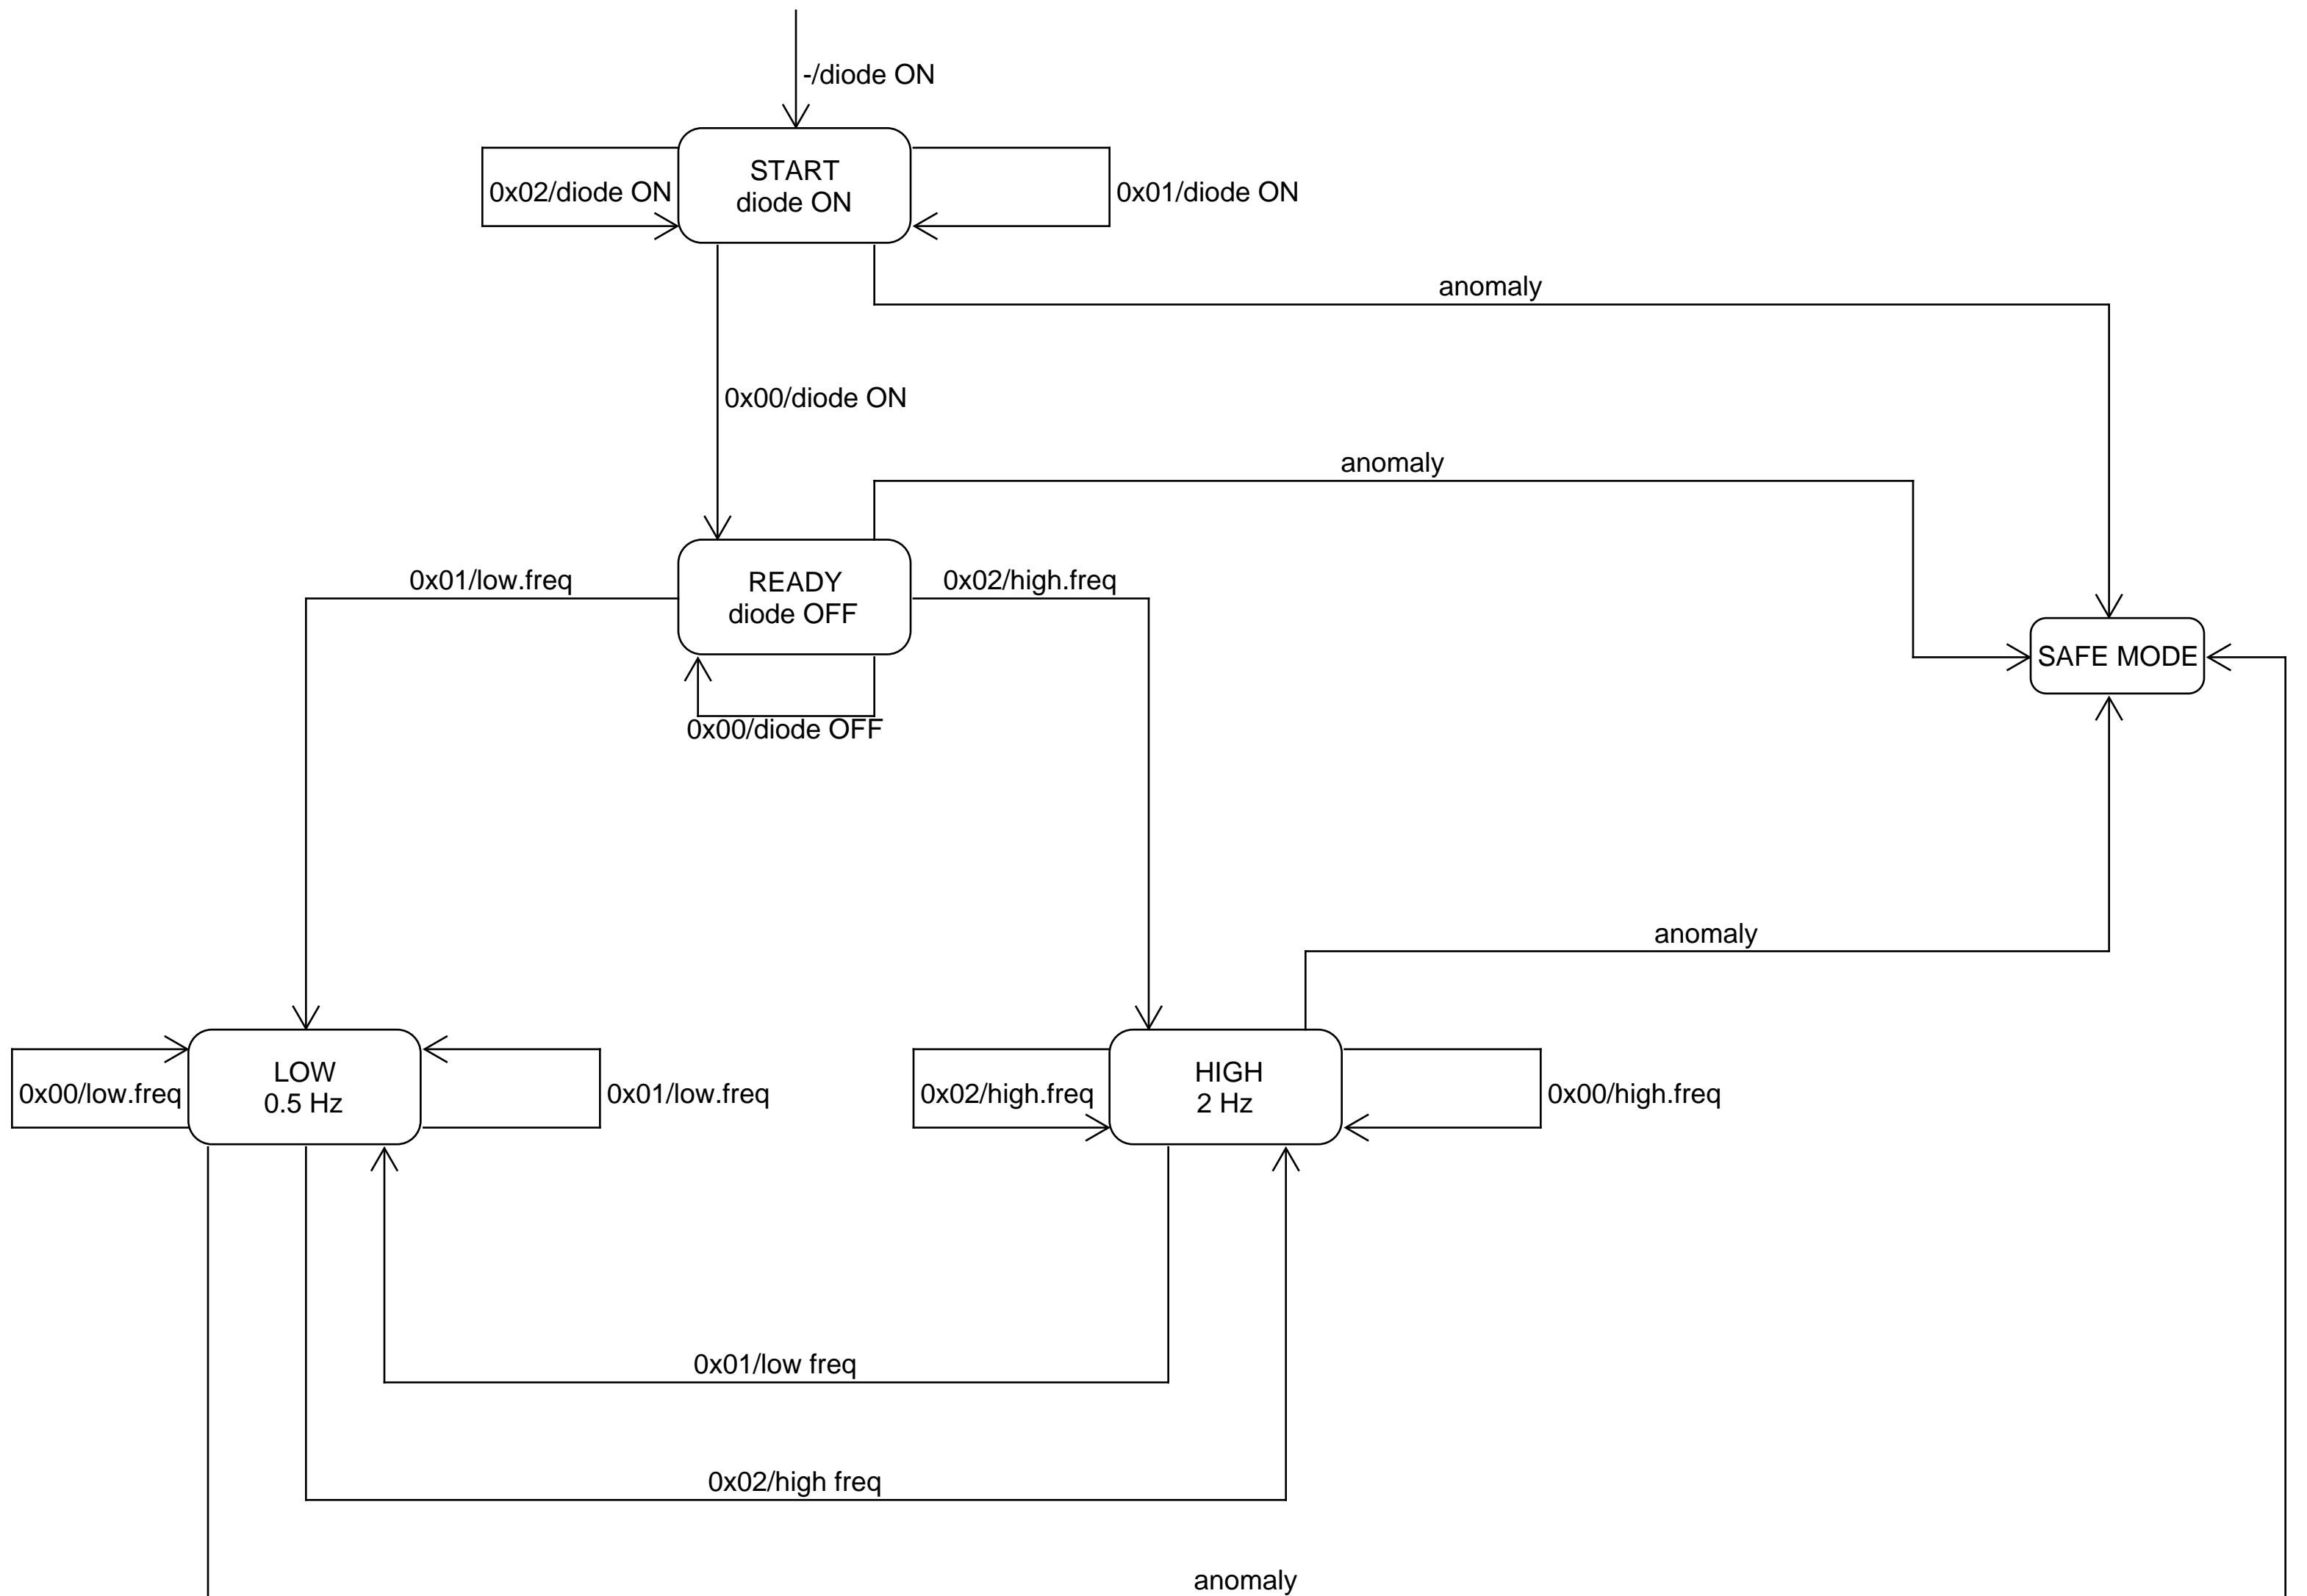 -/diode ON
START
diode ON
0x02/diode ON
0x01/diode ON
anomaly
0x00/diode ON
anomaly
0x01/low.freq
READY
diode OFF
0x02/high.freq
SAFE MODE
0x00/diode OFF
anomaly
LOW
0.5 Hz
0x00/low.freq
0x01/low.freq
HIGH
2 Hz
0x02/high.freq
0x00/high.freq
0x01/low freq
0x02/high freq
anomaly